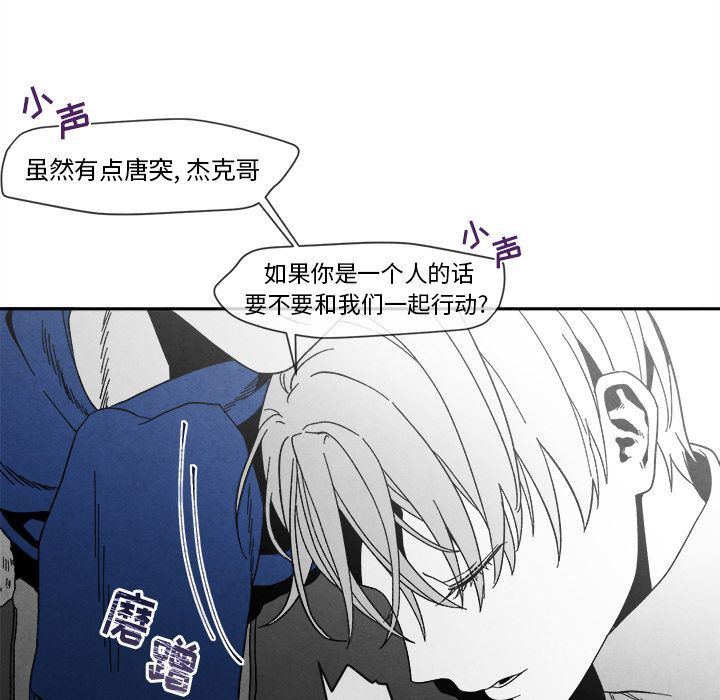 小声
虽然有点唐突, 杰克哥
小声
如果你是一个人的话
要不要和我们一起行动?
磨蹭